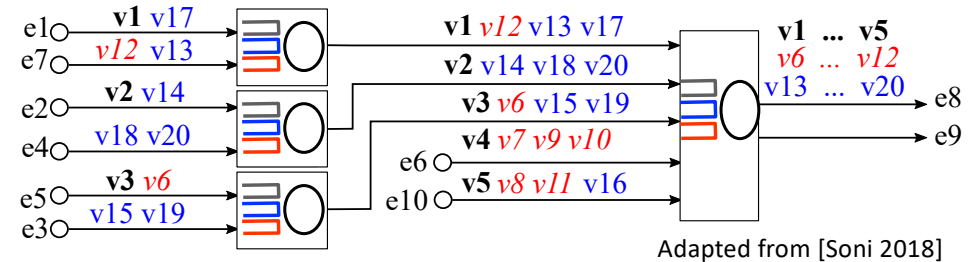 e1 v1 v17
e7 v12 v13
e2 v2 v14
e4 v18 v20
e5 v3 v6
e3 v15 v19
v1 v12 v13 v17
v2 v14 v18 v20
v3 v6 v15 v19
v4 v7 v9 v10
e6
v5 v8 v11 v16
e10
v1 ... v5
v6 ... v12
v13 ... v20
e8
e9
Adapted from [Soni 2018]